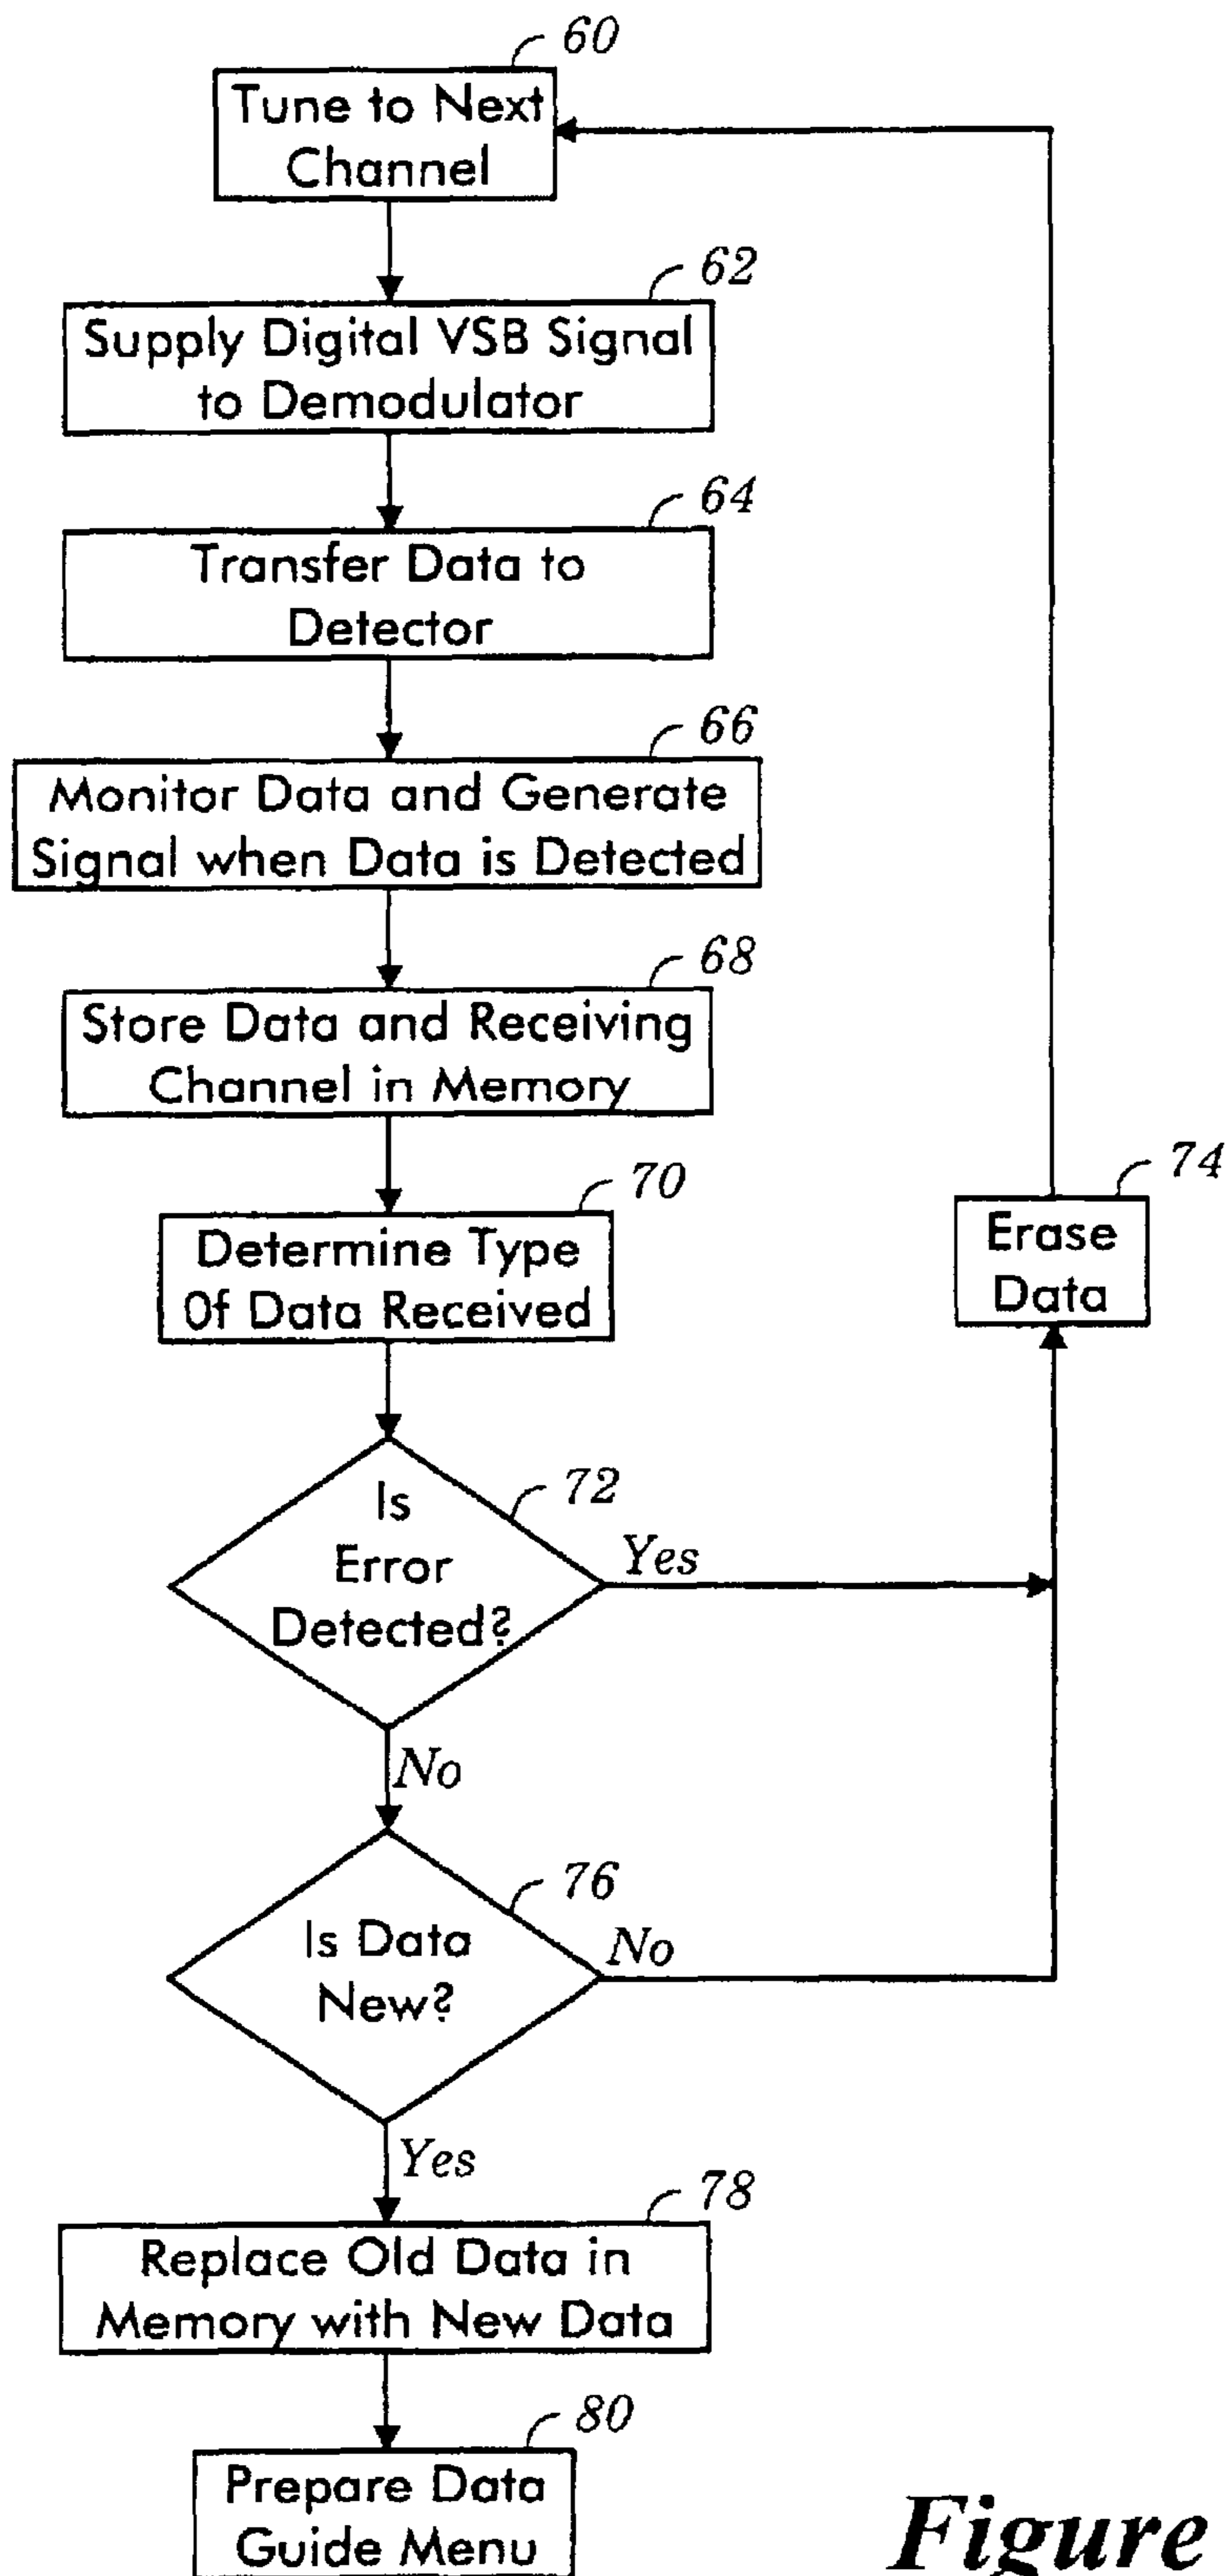 60
Tune to Next
Channel
62
Supply Digital VSB Signal
to Demodulator
64
Transfer Data to
Detector
66
Monitor Data and Generate
Signal when Data is Detected
68
Store Data and Receiving
Channel in Memory
70
Determine Type
Of Data Received
74
Erase
Data
72
Is
Error
Detected?
Yes
No
76
Is Data
New?
No
Yes
78
Replace Old Data in
Memory with New Data
80
Prepare Data
Guide Menu
Figure